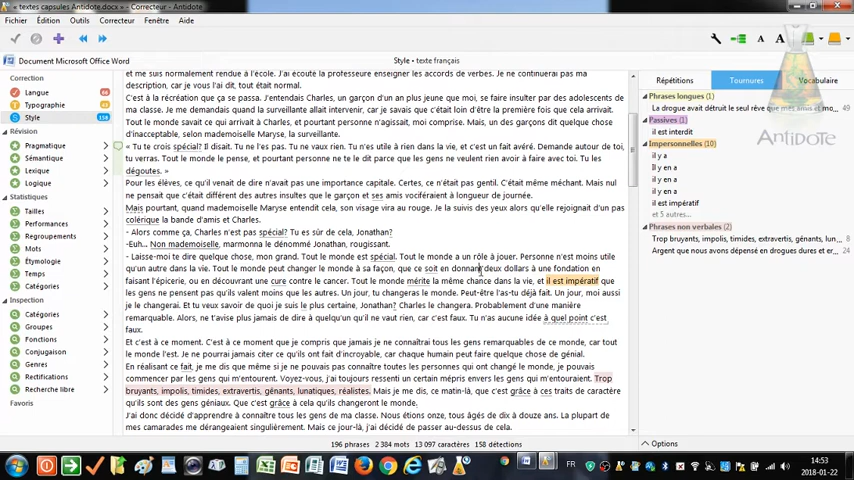 « textes capsules Antidote.docx » - Correcteur - Antidote
Fichier Édition Outils Correcteur Fenêtre Aide
Document Microsoft Office Word
Style • texte français
Correction
Langue 66
Typographie 40
Style 158
Révision
Pragmatique
Sémantique
Lexique
Logique
Statistiques
Tailles
Performances
Regroupements
Mots
Étymologie
Temps
Catégories
Inspection
Groupes
Fonctions
Conjugaison
Genres
Rectifications
Recherche libre
Favoris
et me suis normalement rendue à l'école. J'ai écouté la professeure enseigner les accords de verbes. Je ne continuerai pas ma
description, car je vous l'ai dit, tout était normal.
C'est à la récréation que ça se passa. J'entendais Charles, un garçon d'un an plus jeune que moi, se faire insulter par des adolescents de
ma classe. Je me demandais quand la surveillante allait intervenir, car je savais que c'était loin d'être la première fois que cela arrivait.
Tout le monde savait ce qui arrivait à Charles, et pourtant personne n'agissait, moi comprise. Mais, un des garçons dit quelque chose
d'inacceptable, selon mademoiselle Maryse, la surveillante.
« Tu te crois spécial? Il disait. Tu ne l'es pas. Tu ne vaux rien. Tu n'es utile à rien dans la vie, et c'est un fait avéré. Demande autour de toi,
tu verras. Tout le monde le pense, et pourtant personne ne te le dit parce que les gens ne veulent rien avoir à faire avec toi. Tu les
dégoutes. »
Pour les élèves, ce qu'il venait de dire n'avait pas une importance capitale. Certes, ce n'était pas gentil. C'était même méchant. Mais nul
ne pensait que c'était différent des autres insultes que le garçon et ses amis vociféraient à longueur de journée.
Mais pourtant, quand mademoiselle Maryse entendit cela, son visage vira au rouge. Je la suivis des yeux alors qu'elle rejoignait d'un pas
colérique la bande d'amis et Charles.
- Alors comme ça, Charles n'est pas spécial? Tu es sûr de cela, Jonathan?
-Euh... Non mademoiselle, marmonna le dénommé Jonathan, rougissant.
- Laisse-moi te dire quelque chose, mon grand. Tout le monde est spécial. Tout le monde a un rôle à jouer. Personne n'est moins utile
qu'un autre dans la vie. Tout le monde peut changer le monde à sa façon, que ce soit en donnant deux dollars à une fondation en
faisant l'épicerie, ou en découvrant une cure contre le cancer. Tout le monde mérite la même chance dans la vie, et il est impératif que
les gens ne pensent pas qu'ils valent moins que les autres. Un jour, tu changeras le monde. Peut-être l'as-tu déjà fait. Un jour, moi aussi
je le changerai. Et tu veux savoir de quoi je suis le plus certaine, Jonathan? Charles le changera. Probablement d'une manière
remarquable. Alors, ne t'avise plus jamais de dire à quelqu'un qu'il ne vaut rien, car c'est faux. Tu n'as aucune idée à quel point c'est
faux.
Et c'est à ce moment. C'est à ce moment que je compris que jamais je ne connaîtrai tous les gens remarquables de ce monde, car tout
le monde l'est. Je ne pourrai jamais citer ce qu'ils ont fait d'incroyable, car chaque humain peut faire quelque chose de génial.
En réalisant ce fait, je me dis que même si je ne pouvais pas connaître toutes les personnes qui ont changé le monde, je pouvais
commencer par les gens qui m'entourent. Voyez-vous, j'ai toujours ressenti un certain mépris envers les gens qui m'entouraient. Trop
bruyants, impolis, timides, extravertis, gênants, lunatiques, réalistes. Mais je me dis, ce matin-là, que c'est grâce à ces traits de caractère
qu'ils sont des gens géniaux. Que c'est grâce à cela qu'ils changeront le monde.
J'ai donc décidé d'apprendre à connaître tous les gens de ma classe. Nous étions onze, tous âgés de dix à douze ans. La plupart de
mes camarades me dérangeaient singulièrement. Mais ce jour-là, j'ai décidé de passer au-dessus de cela.
196 phrases 2 384 mots 13 097 caractères 158 détections
Répétitions Tournures Vocabulaire
Phrases longues (1)
La drogue avait détruit le seul rêve que mes amis et 49
Passives (1)
il est interdit
Impersonnelles (10)
il y a
Il y en a
il y en a
Il y en a
il est impératif
et 5 autres...
Phrases non verbales (2)
Trop bruyants, impolis, timides, extravertis, gênants, lu... 8
Argent que nous avons dépensé en drogues dures et er...
Options
ANTIDOTE
FR
14:53
2018-01-22